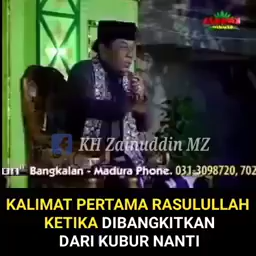 KH Zainuddin MZ
Bangkalan - Madura Phone. 031.3098720, 702
KALIMAT PERTAMA RASULULLAH
KETIKA DIBANGKITKAN
DARI KUBUR NANTI